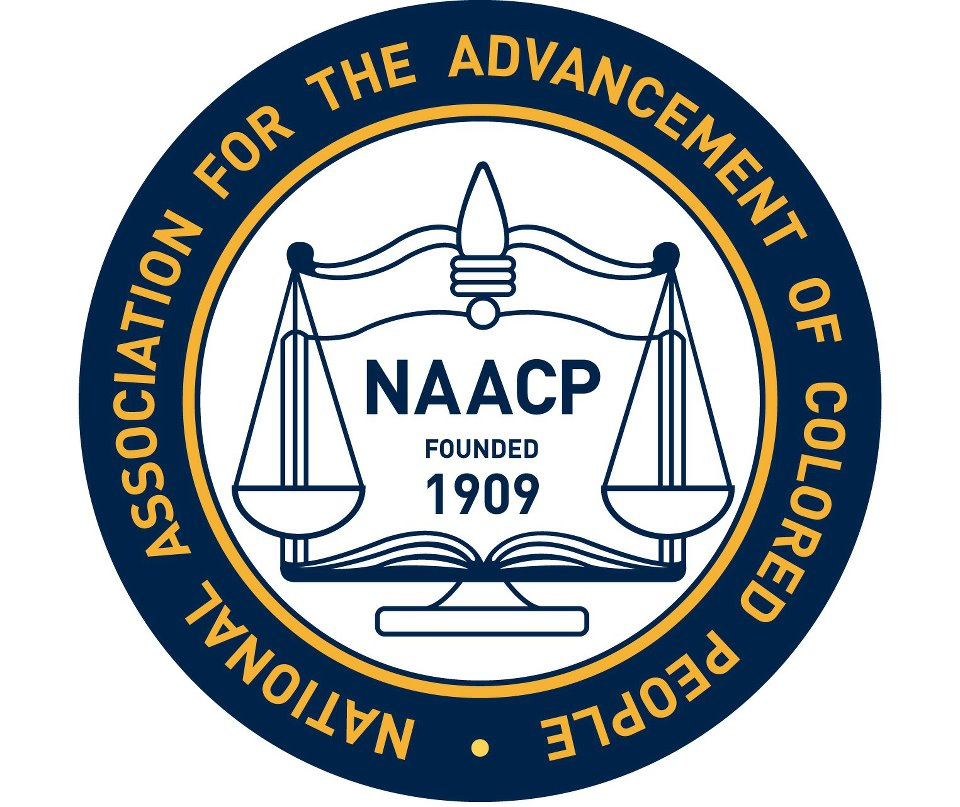 NATIONAL ASSOCIATION FOR THE ADVANCEMENT OF COLORED PEOPLE
NAACP
FOUNDED
1909